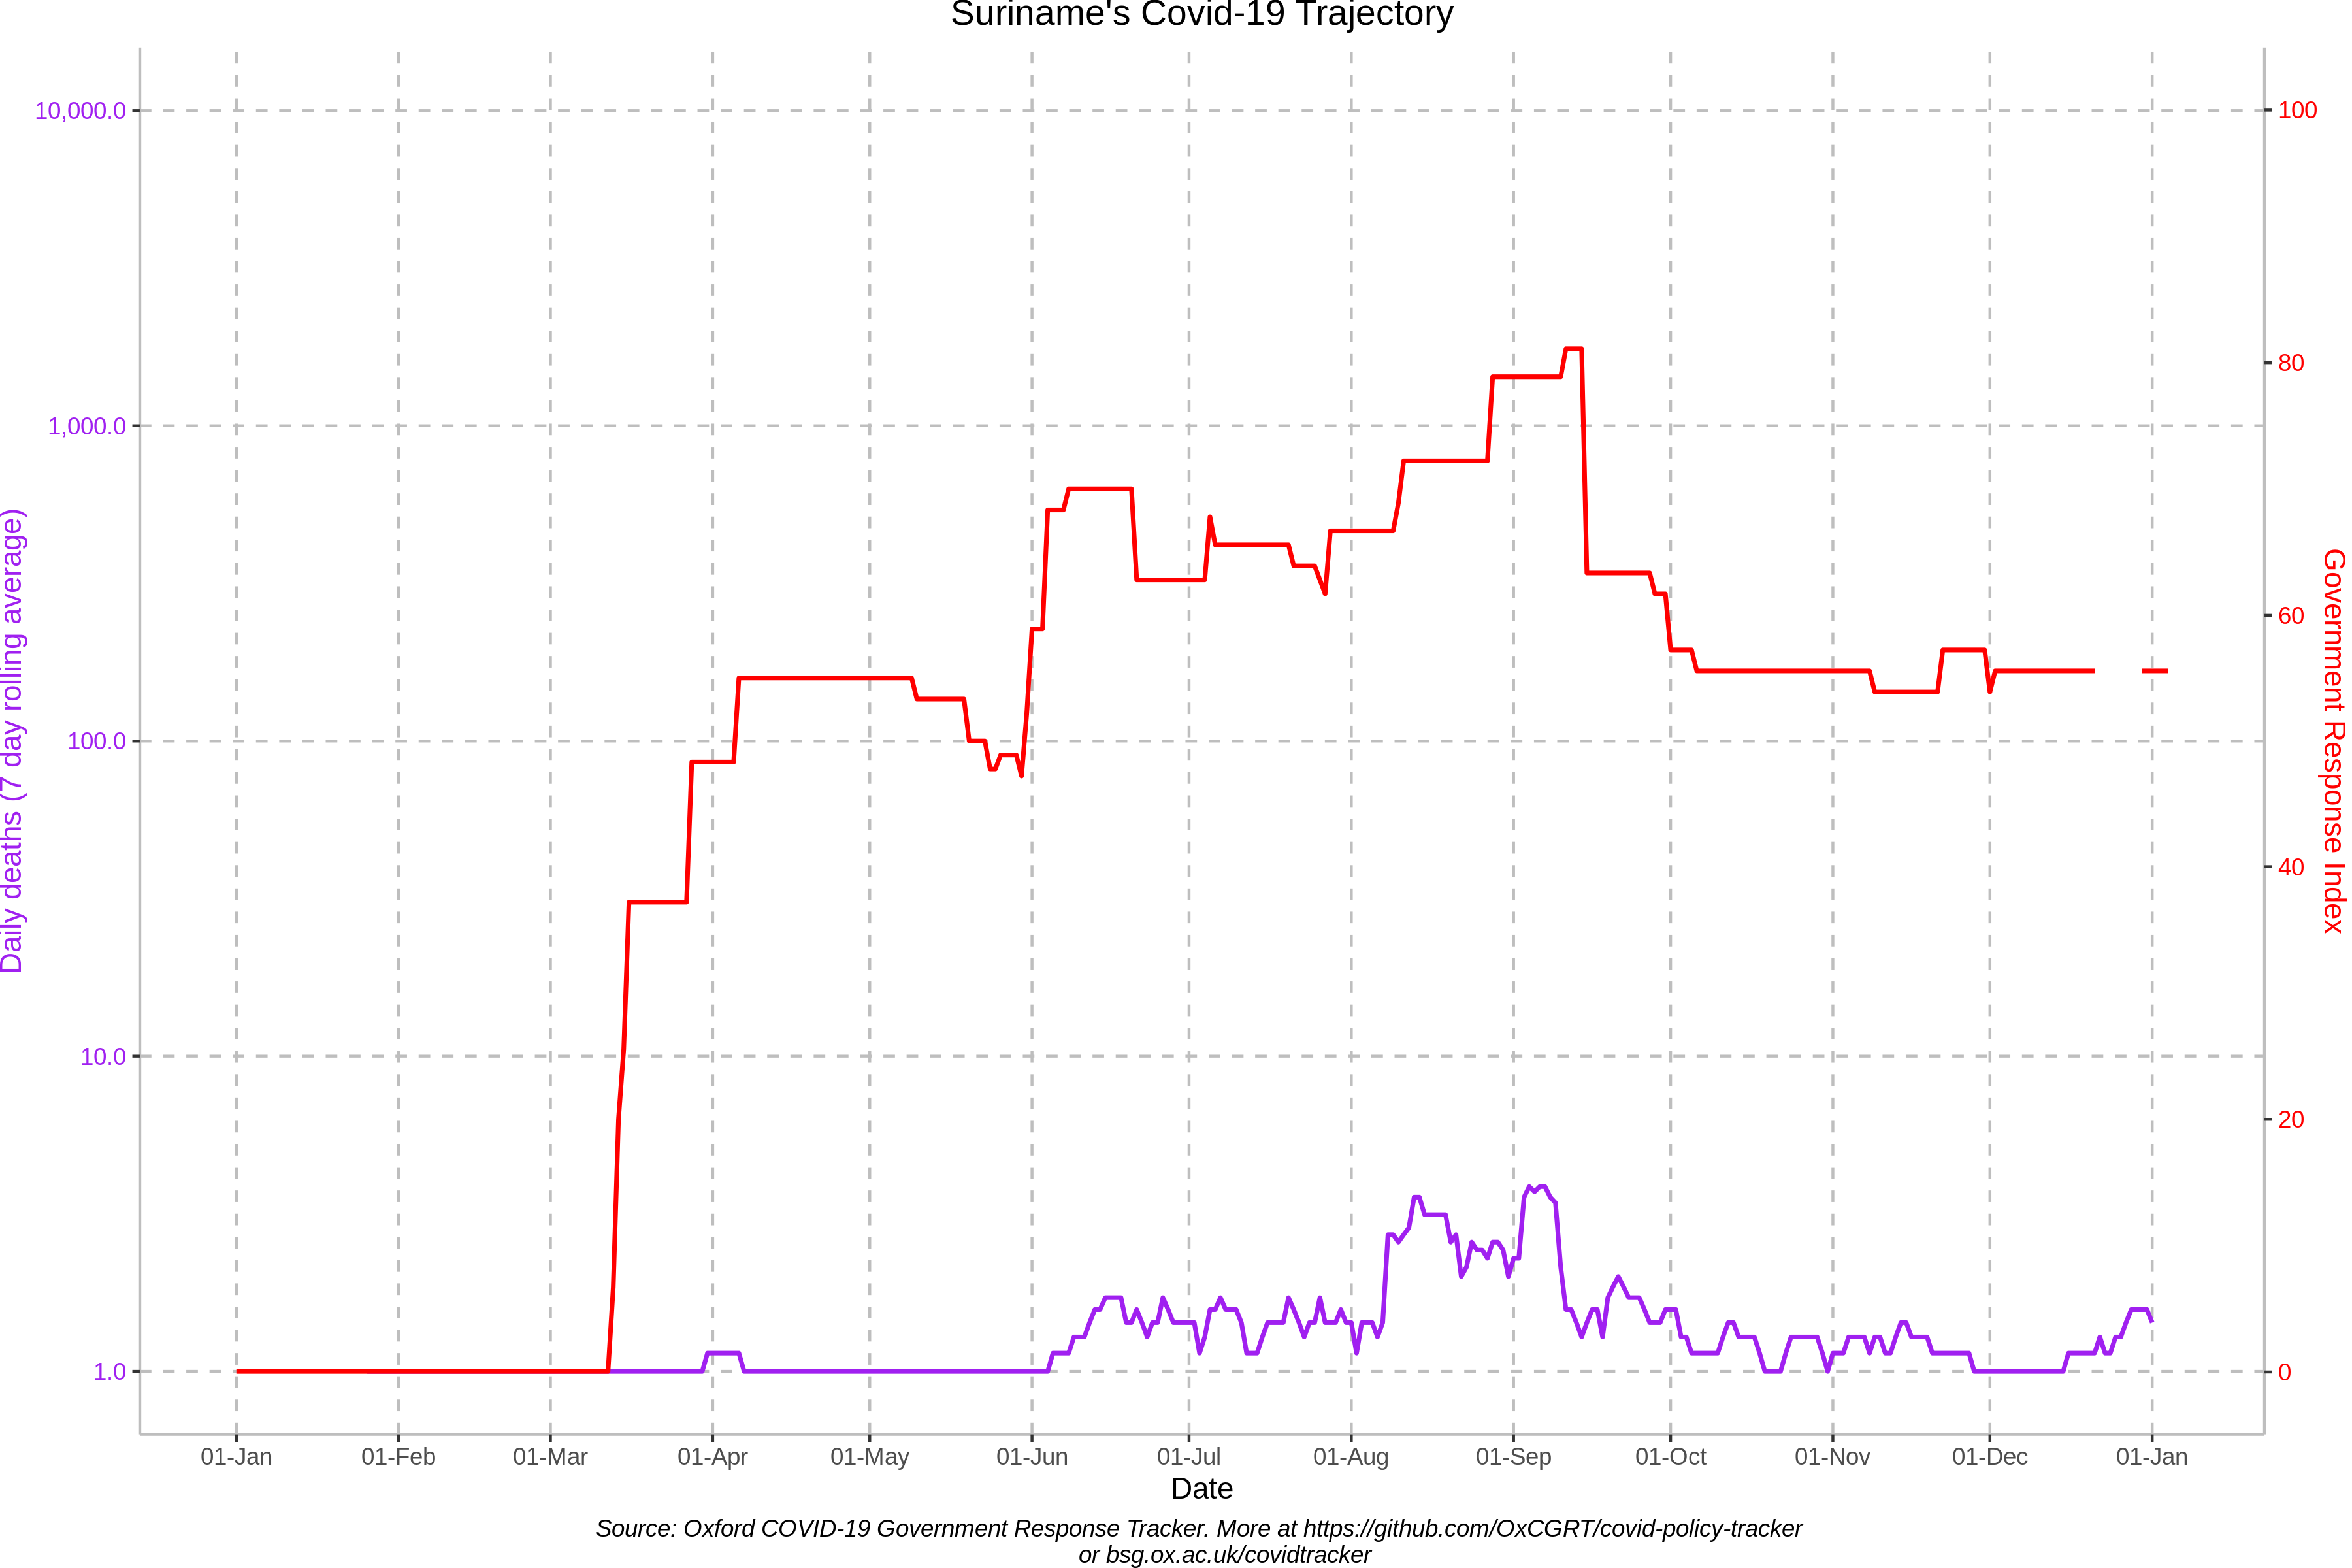 Suriname's Covid-19 Trajectory
10,000.0
1,000.0
100.0
10.0
1.0
Daily deaths (7 day rolling average)
100
80
60
40
20
0
Government Response Index
01-Jan 01-Feb 01-Mar 01-Apr 01-May 01-Jun 01-Jul 01-Aug 01-Sep 01-Oct 01-Nov 01-Dec 01-Jan
Date
Source: Oxford COVID-19 Government Response Tracker. More at https://github.com/OxCGRT/covid-policy-tracker
or bsg.ox.ac.uk/covidtracker